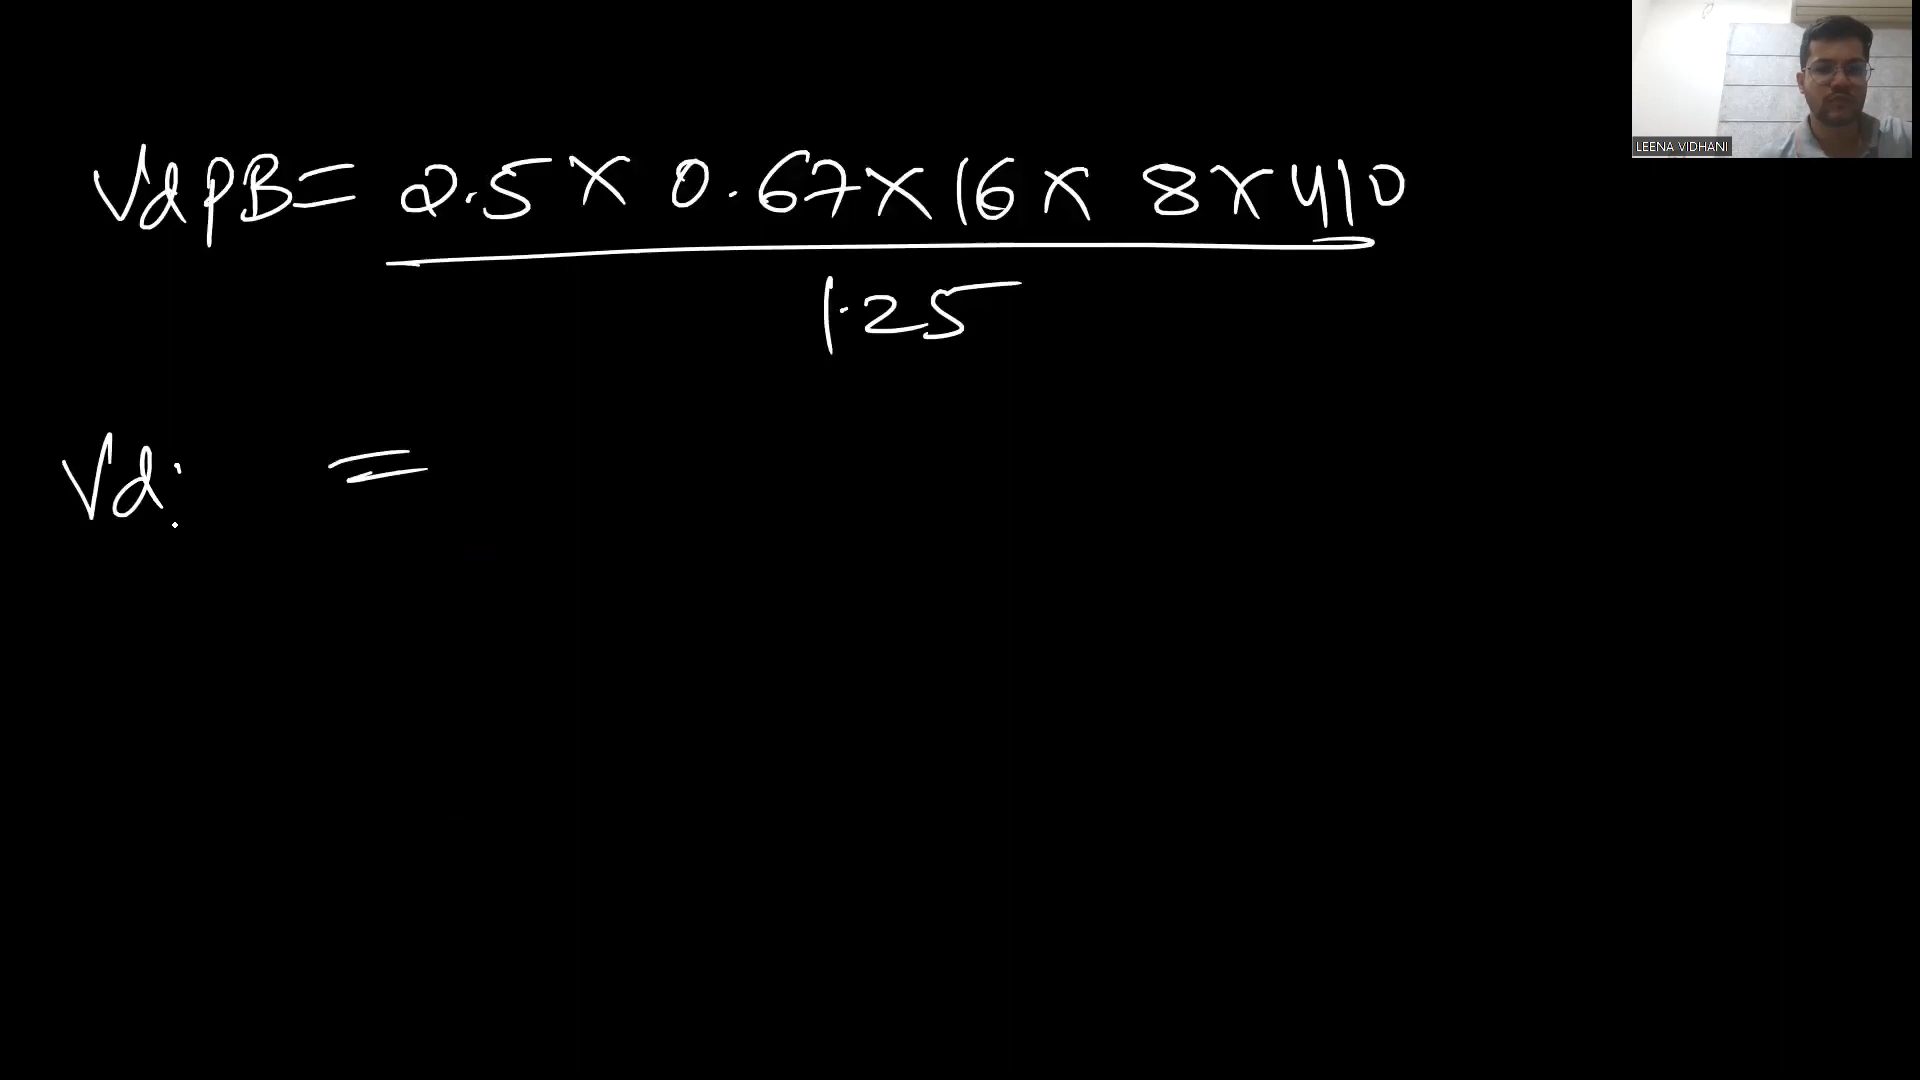 VdpB = 2.5 × 0.67 × 16 × 8 × 410
1.25
Vd: =
LEENA VIDHANI